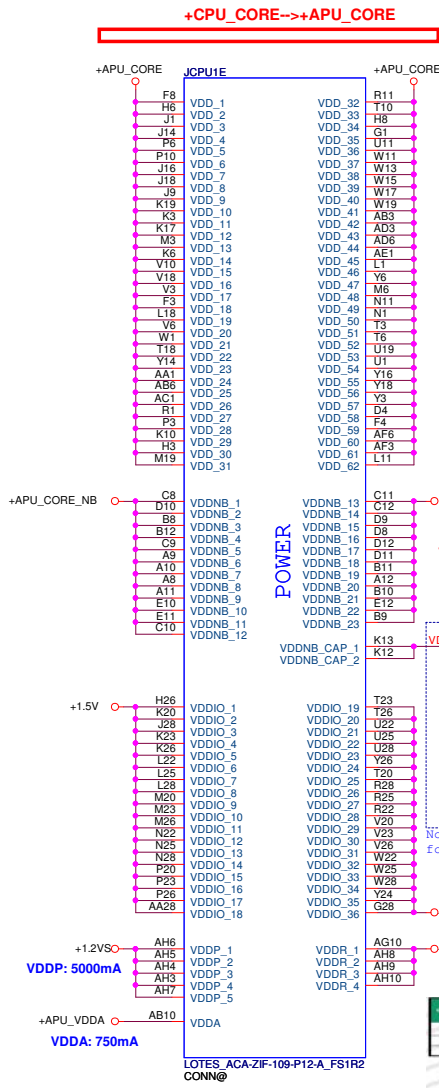 +CPU_CORE-->+APU_CORE
+APU_CORE JCPU1E +APU_CORE
F8 VDD_1 VDD_32 R11
H6 VDD_2 VDD_33 T10
J1 VDD_3 VDD_34 H8
J14 VDD_4 VDD_35 G1
P6 VDD_5 VDD_36 U11
P10 VDD_6 VDD_37 W11
J16 VDD_7 VDD_38 W13
J18 VDD_8 VDD_39 W15
J9 VDD_9 VDD_40 W17
K19 VDD_10 VDD_41 W19
K3 VDD_11 VDD_42 AB3
K17 VDD_12 VDD_43 AD3
M3 VDD_13 VDD_44 AD6
K6 VDD_14 VDD_45 AE1
V10 VDD_15 VDD_46 L1
V18 VDD_16 VDD_47 Y6
V3 VDD_17 VDD_48 M6
F3 VDD_18 VDD_49 N11
L18 VDD_19 VDD_50 N1
V6 VDD_20 VDD_51 T3
W1 VDD_21 VDD_52 T6
T18 VDD_22 VDD_53 U19
Y14 VDD_23 VDD_54 U1
AA1 VDD_24 VDD_55 Y16
AB6 VDD_25 VDD_56 Y18
AC1 VDD_26 VDD_57 Y3
R1 VDD_27 VDD_58 D4
P3 VDD_28 VDD_59 F4
K10 VDD_29 VDD_60 AF6
H3 VDD_30 VDD_61 AF3
M19 VDD_31 VDD_62 L11
+APU_CORE_NB C8 VDDNB_1 VDDNB_13 C11
D10 VDDNB_2 VDDNB_14 C12
B8 VDDNB_3 VDDNB_15 D9
B12 VDDNB_4 VDDNB_16 D8
C9 VDDNB_5 VDDNB_17 D12
A9 VDDNB_6 VDDNB_18 D11
A10 VDDNB_7 VDDNB_19 B11
A8 VDDNB_8 VDDNB_20 A12
A11 VDDNB_9 VDDNB_21 B10
E10 VDDNB_10 VDDNB_22 E12
E11 VDDNB_11 VDDNB_23 B9
C10 VDDNB_12
POWER
VDDNB_CAP_1 K13
VDDNB_CAP_2 K12
+1.5V H26 VDDIO_1 VDDIO_19 T23
K20 VDDIO_2 VDDIO_20 T26
J28 VDDIO_3 VDDIO_21 U22
K23 VDDIO_4 VDDIO_22 U25
K26 VDDIO_5 VDDIO_23 U28
L22 VDDIO_6 VDDIO_24 Y26
L25 VDDIO_7 VDDIO_25 T20
L28 VDDIO_8 VDDIO_26 R28
M20 VDDIO_9 VDDIO_27 R25
M23 VDDIO_10 VDDIO_28 R22
M26 VDDIO_11 VDDIO_29 V20
N22 VDDIO_12 VDDIO_30 V23
N25 VDDIO_13 VDDIO_31 V26
N28 VDDIO_14 VDDIO_32 W22
P20 VDDIO_15 VDDIO_33 W25
P23 VDDIO_16 VDDIO_34 W28
P26 VDDIO_17 VDDIO_35 Y24
AA28 VDDIO_18 VDDIO_36 G28
+1.2VS AH6 VDDP_1 VDDR_1 AG10
AH5 VDDP_2 VDDR_2 AH8
AH4 VDDP_3 VDDR_3 AH9
AH3 VDDP_4 VDDR_4 AH10
AH7 VDDP_5
VDDP: 5000mA
+APU_VDDA AB10 VDDA
VDDA: 750mA
LOTES_ACA-ZIF-109-P12-A_FS1R2
CONN@